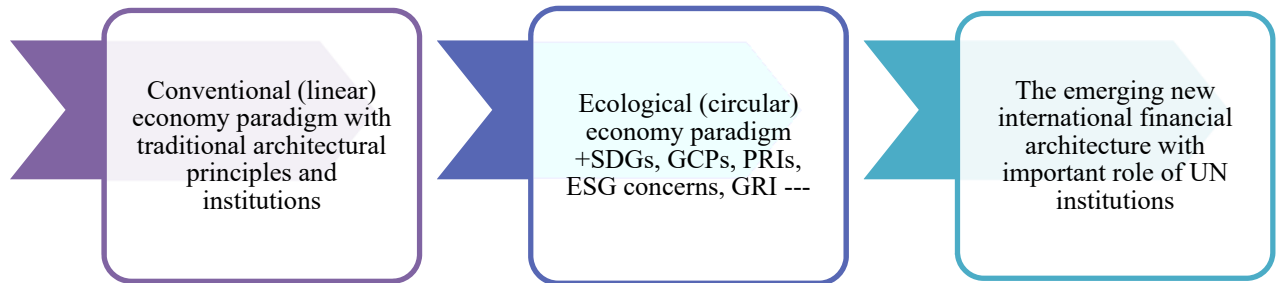 Conventional (linear)
economy paradigm with
traditional architectural
principles and
institutions
Ecological (circular)
economy paradigm
+SDGs, GCPs, PRIs,
ESG concerns, GRI ---
The emerging new
international financial
architecture with
important role of UN
institutions